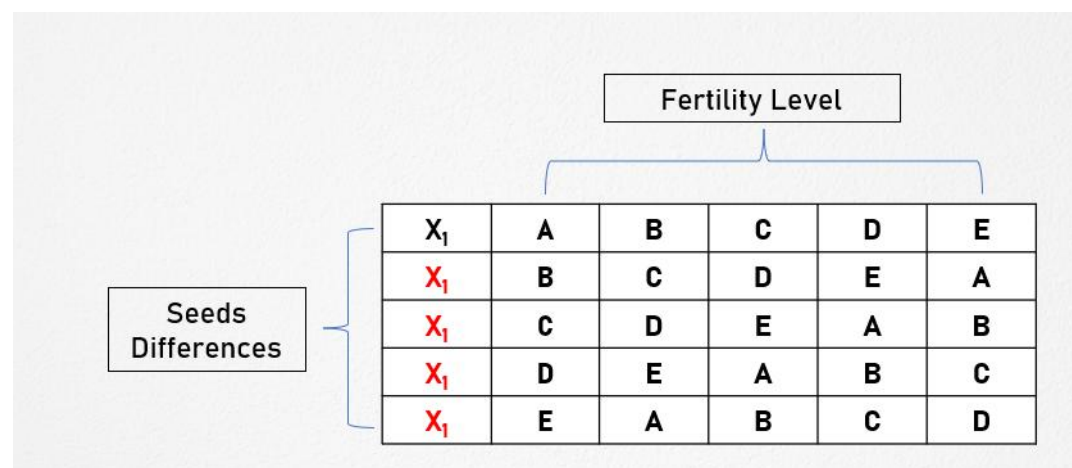 Fertility Level
X₁ A B C D E
X₁ B C D E A
Seeds
Differences
X₁ C D E A B
X₁ D E A B C
X₁ E A B C D